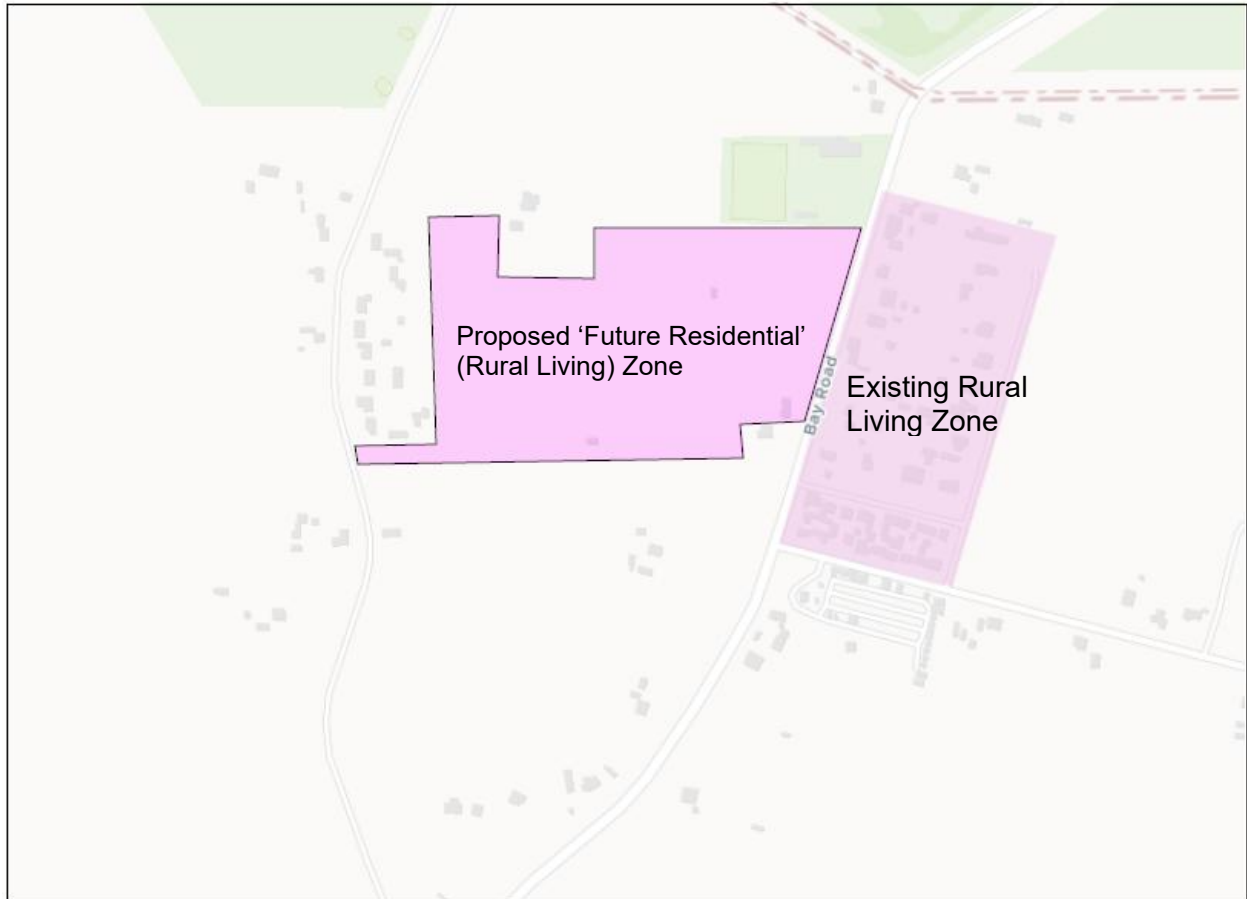 Proposed ‘Future Residential’
(Rural Living) Zone
Existing Rural
Living Zone
Bay Road